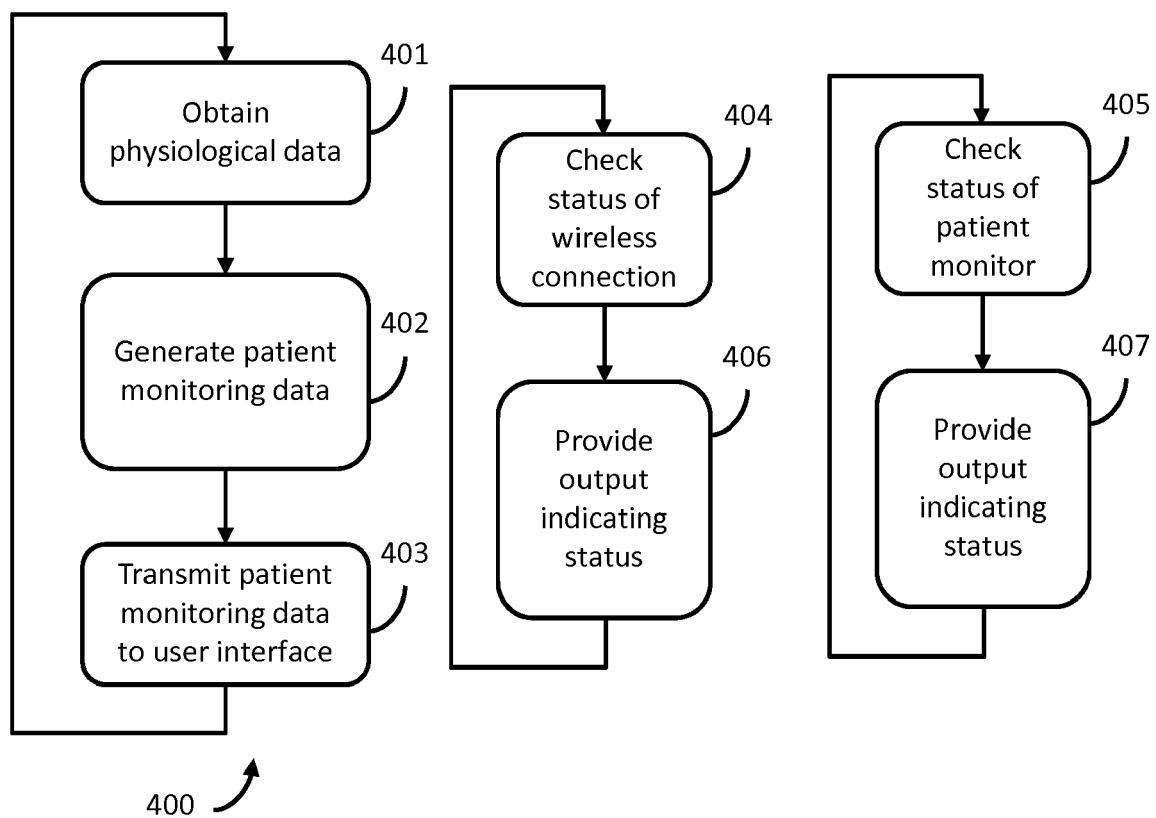 401
Obtain
physiological data
402
Generate patient
monitoring data
403
Transmit patient
monitoring data
to user interface
404
Check
status of
wireless
connection
406
Provide
output
indicating
status
405
Check
status of
patient
monitor
407
Provide
output
indicating
status
400